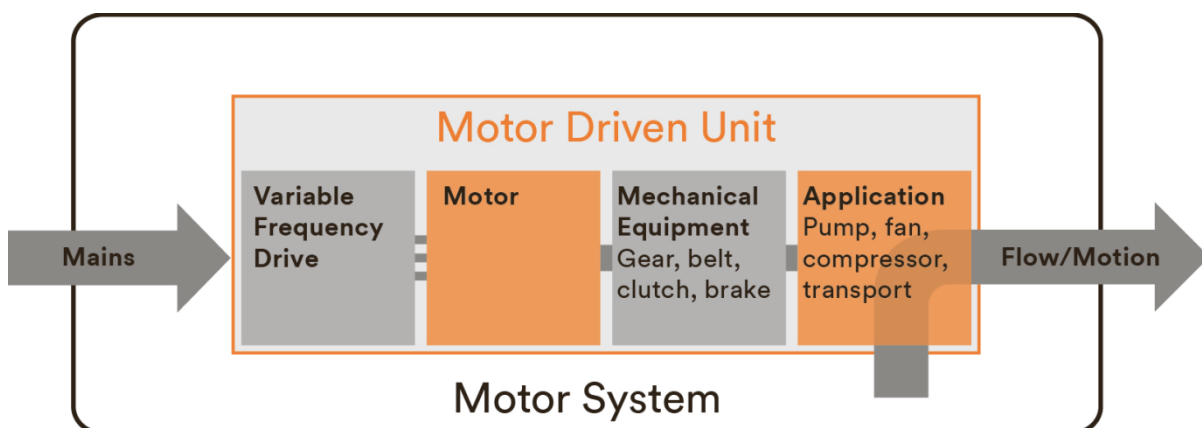 Motor Driven Unit
Variable
Frequency
Drive
Motor
Mechanical
Equipment
Gear, belt,
clutch, brake
Application
Pump, fan,
compressor,
transport
Mains
Flow/Motion
Motor System